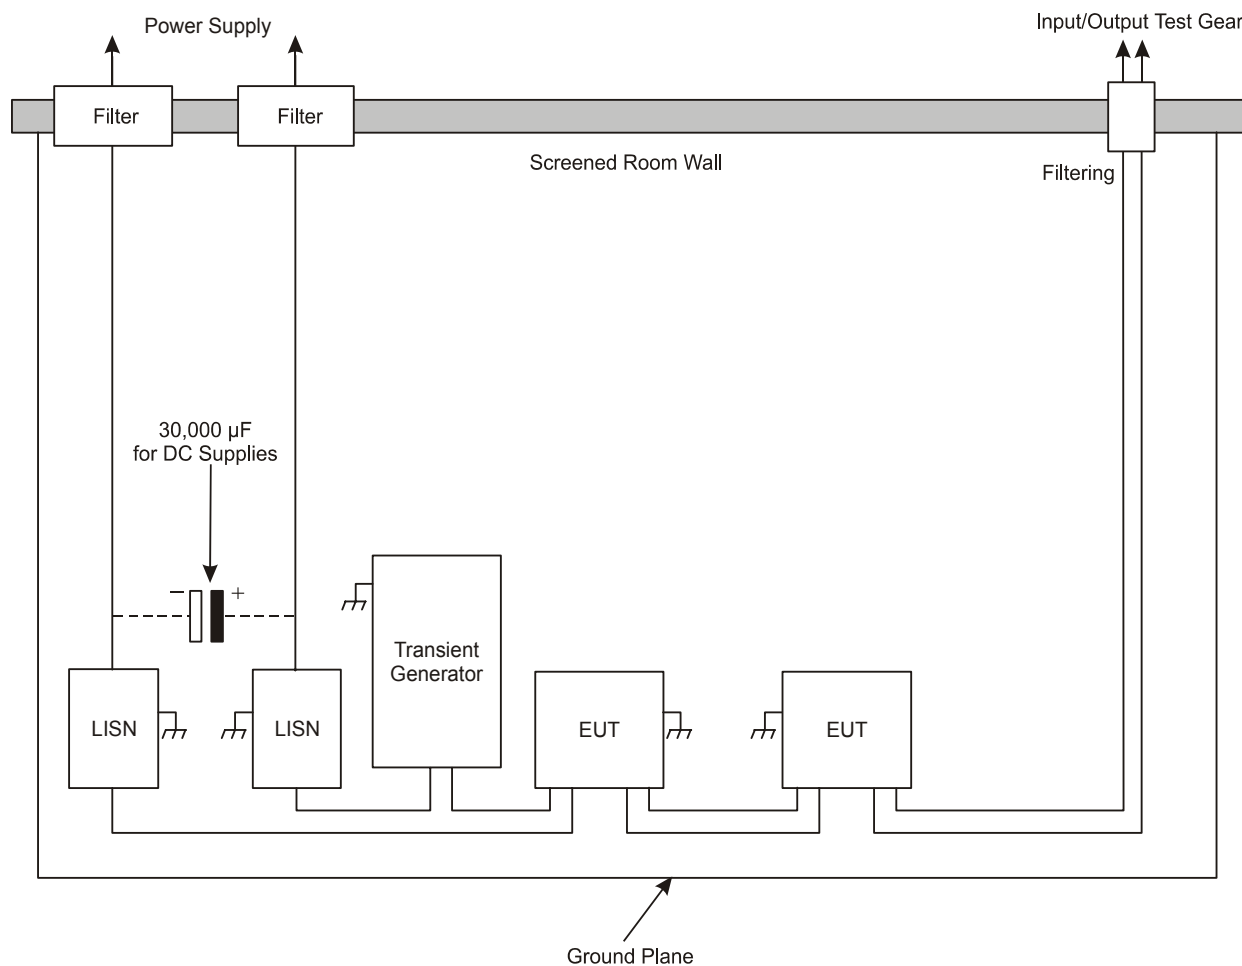 Power Supply
Input/Output Test Gear
Filter
Filter
Screened Room Wall
Filtering
30,000 µF
for DC Supplies
−
+
Transient
Generator
LISN
LISN
EUT
EUT
Ground Plane